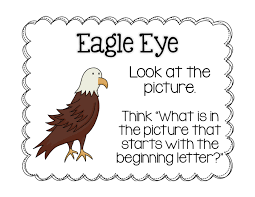 Eagle Eye
Look at the
picture.
Think "What is in
the picture that
starts with the
beginning letter?"